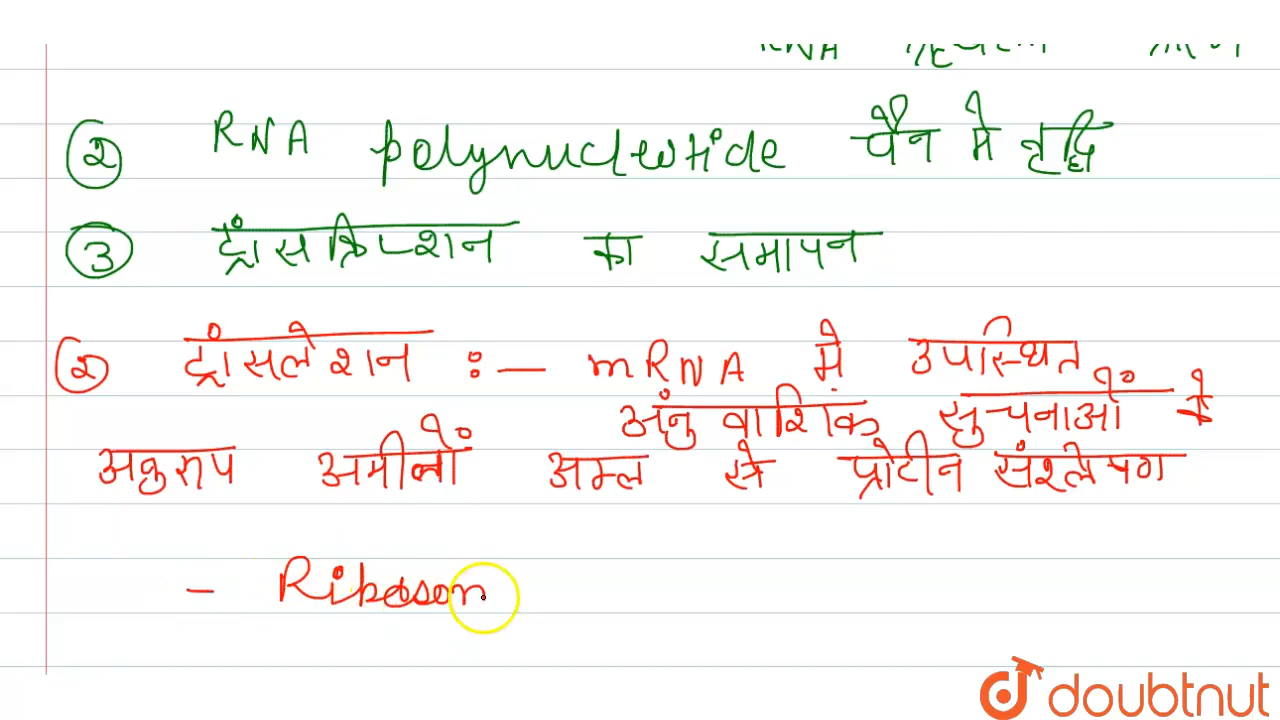 RNA
② RNA polynucleotide चैन मे वृद्धि
③ ट्रांसक्रिप्शन का समापन
② ट्रांसलेशन :- mRNA में उपस्थित
अंनुवाशिक सुचनाओं के
अनुरुप अमीनों अम्ल से प्रोटीन संश्लेषण
- Ribosom
doubtnut